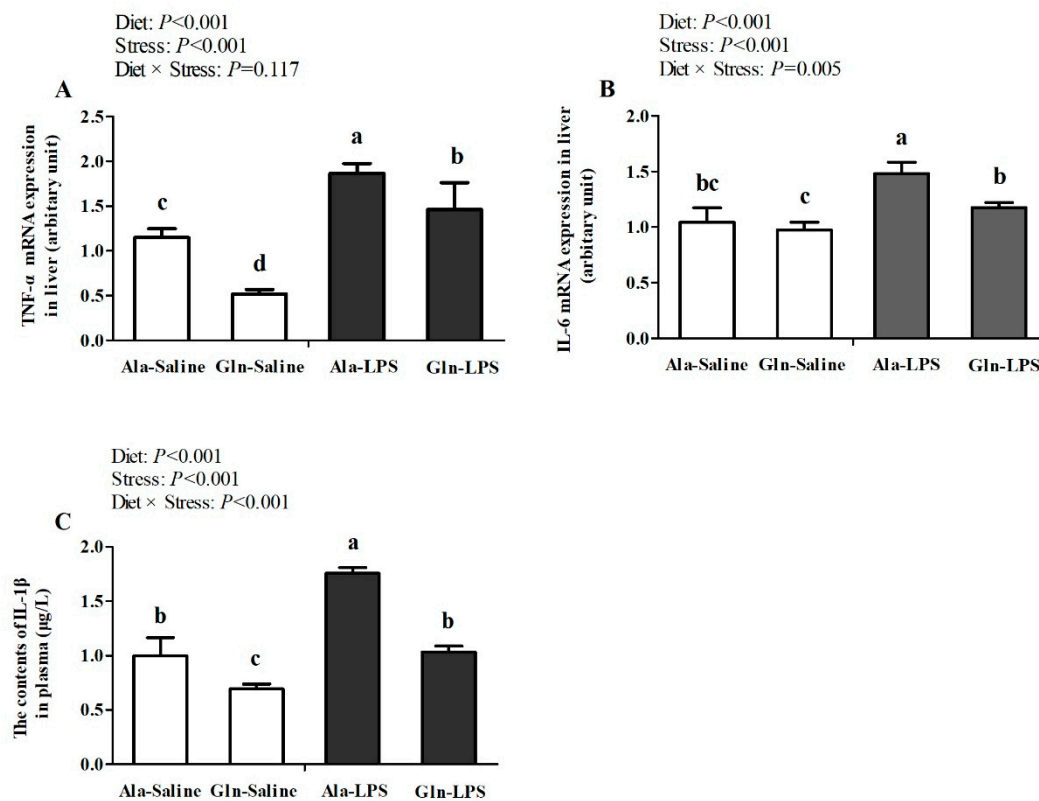 Diet: P<0.001
Stress: P<0.001
Diet × Stress: P=0.117
A
TNF-α mRNA expression
in liver (arbitary unit)
2.5
2.0
1.5
1.0
0.5
0.0
c
d
a
b
Ala-Saline Gln-Saline Ala-LPS Gln-LPS
Diet: P<0.001
Stress: P<0.001
Diet × Stress: P=0.005
B
IL-6 mRNA expression in liver
(arbitary unit)
2.0
1.5
1.0
0.5
0.0
bc
c
a
b
Ala-Saline Gln-Saline Ala-LPS Gln-LPS
Diet: P<0.001
Stress: P<0.001
Diet × Stress: P<0.001
C
The contents of IL-1β
in plasma (μg/L)
2.0
1.5
1.0
0.5
0.0
b
c
a
b
Ala-Saline Gln-Saline Ala-LPS Gln-LPS